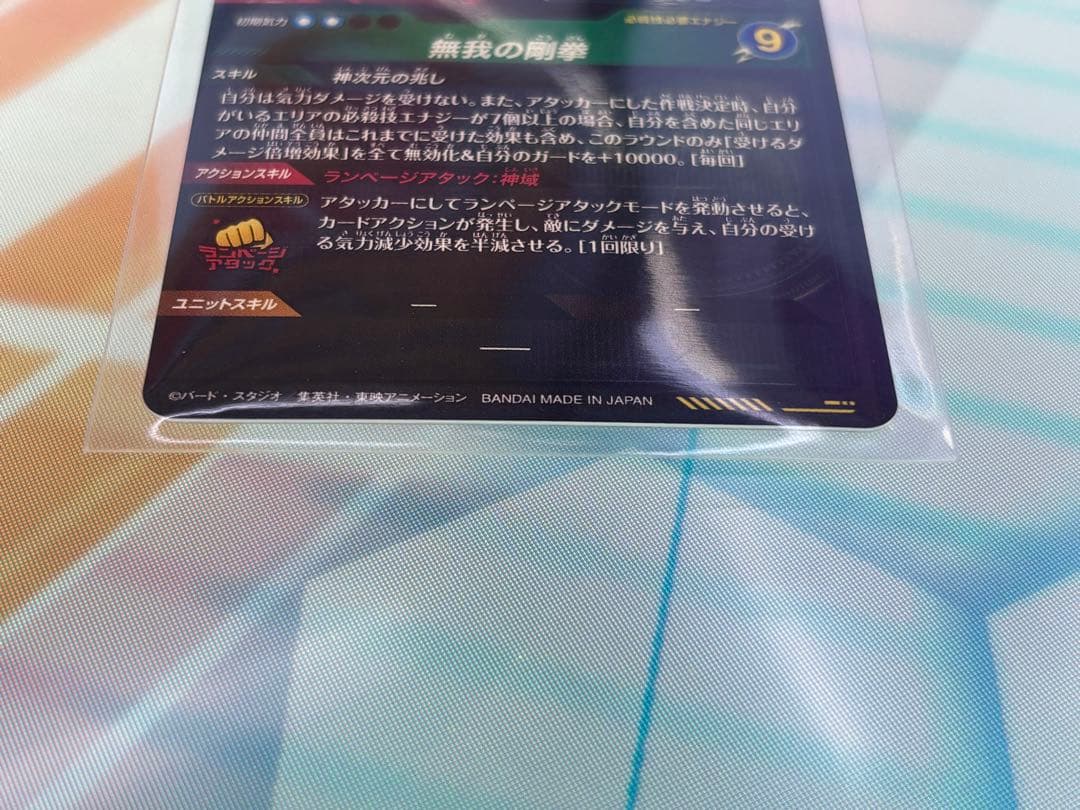 初期気力
必殺技必要エナジー
無我の剛拳
9
スキル 神次元の兆し
自分は気力ダメージを受けない。また、アタッカーにした作戦決定時、自分
がいるエリアの必殺技エナジーが7個以上の場合、自分を含めた同じエリ
アの仲間全員はこれまでに受けた効果も含め、このラウンドのみ「受けるダ
メージ倍増効果」を全て無効化&自分のガードを+10000。[毎回]
アクションスキル ランページアタック:神域
バトルアクションスキル
アタッカーにしてランページアタックモードを発動させると、
カードアクションが発生し、敵にダメージを与え、自分の受け
る気力減少効果を半減させる。[1回限り]
ランページ
アタック
ユニットスキル
©バード・スタジオ 集英社・東映アニメーション BANDAI MADE IN JAPAN